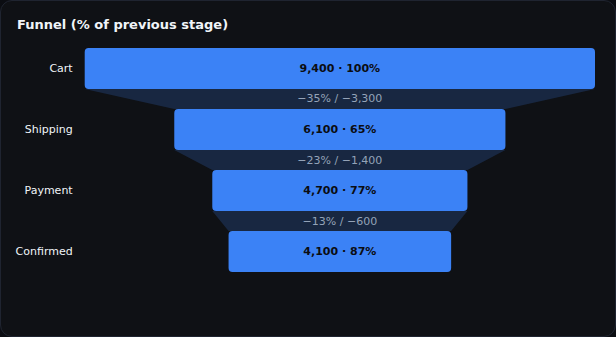 Funnel (% of previous stage)
Cart
9,400 · 100%
−35% / −3,300
Shipping
6,100 · 65%
−23% / −1,400
Payment
4,700 · 77%
−13% / −600
Confirmed
4,100 · 87%